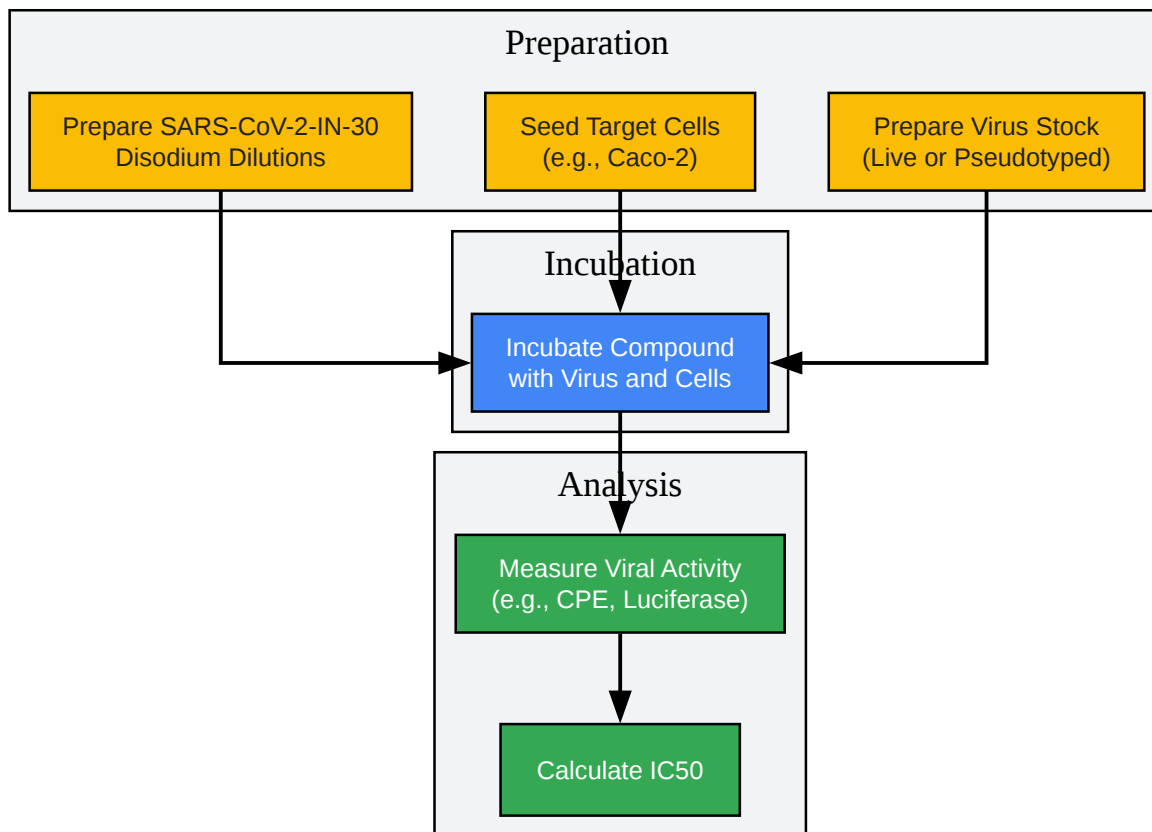 Preparation
Prepare SARS-CoV-2-IN-30
Disodium Dilutions
Seed Target Cells
(e.g., Caco-2)
Prepare Virus Stock
(Live or Pseudotyped)
Incubation
Incubate Compound
with Virus and Cells
Analysis
Measure Viral Activity
(e.g., CPE, Luciferase)
Calculate IC50